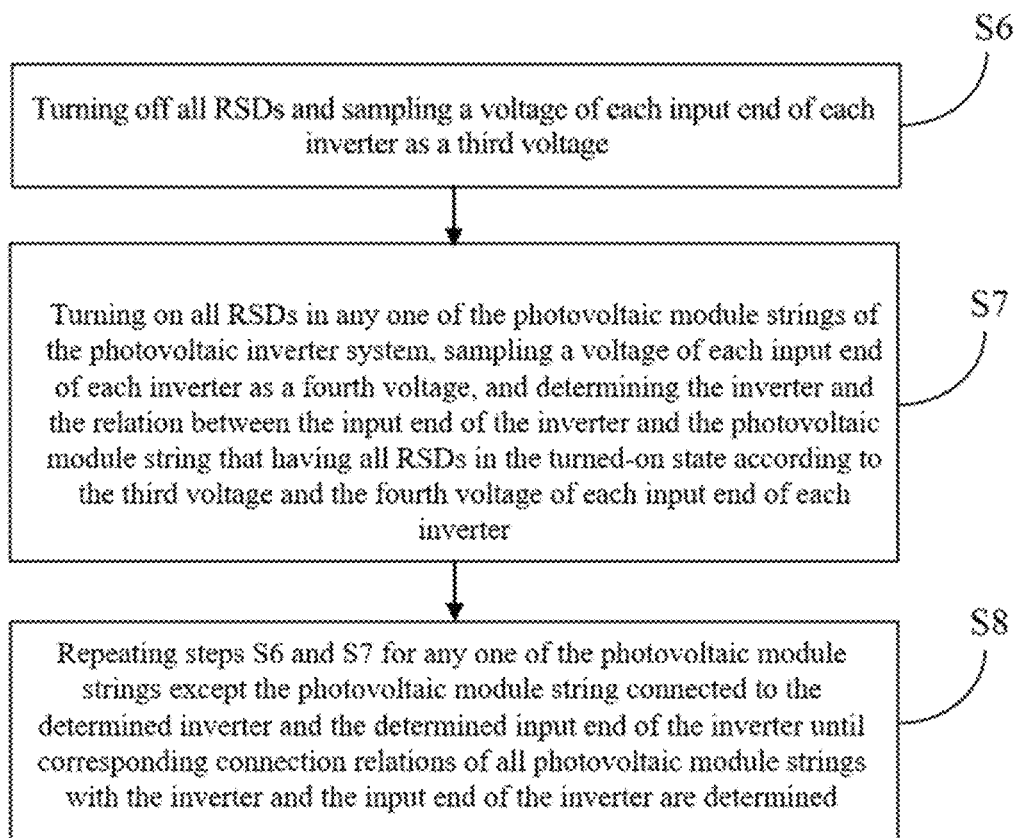 S6
Turning off all RSDs and sampling a voltage of each input end of each
inverter as a third voltage
S7
Turning on all RSDs in any one of the photovoltaic module strings of
the photovoltaic inverter system, sampling a voltage of each input end
of each inverter as a fourth voltage, and determining the inverter and
the relation between the input end of the inverter and the photovoltaic
module string that having all RSDs in the turned-on state according to
the third voltage and the fourth voltage of each input end of each
inverter
S8
Repeating steps S6 and S7 for any one of the photovoltaic module
strings except the photovoltaic module string connected to the
determined inverter and the determined input end of the inverter until
corresponding connection relations of all photovoltaic module strings
with the inverter and the input end of the inverter are determined